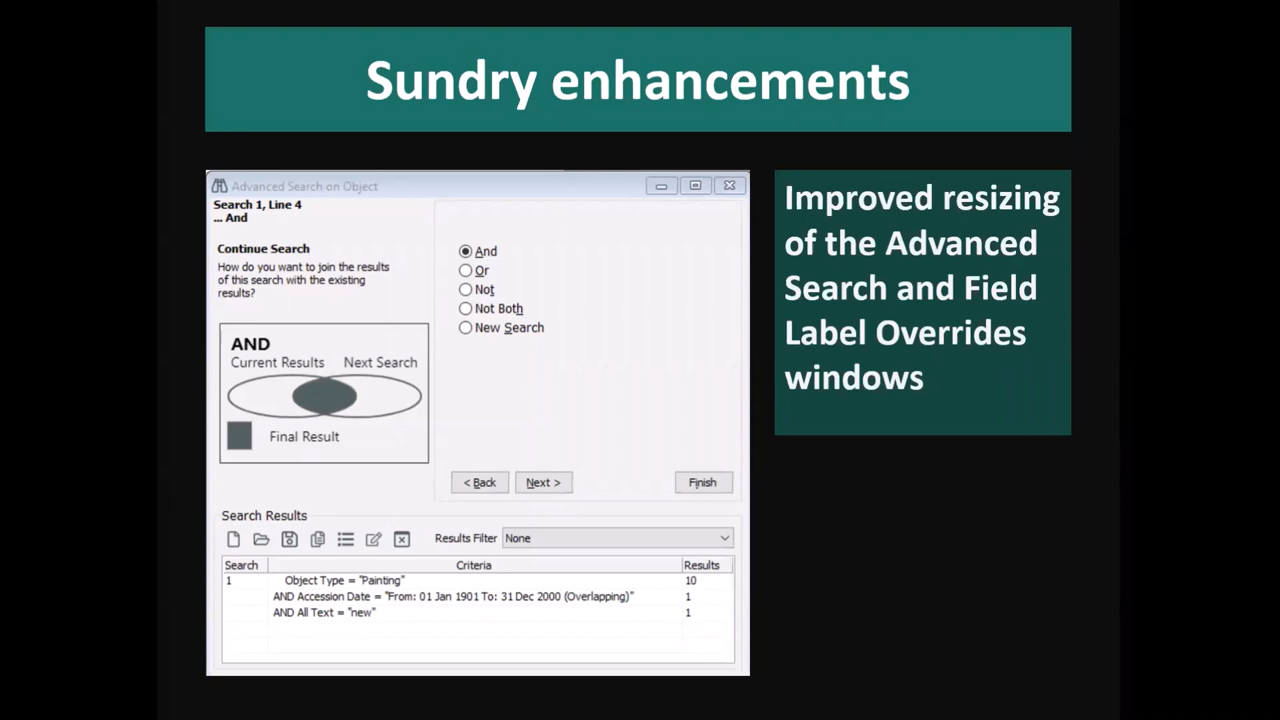 Sundry enhancements
Advanced Search on Object
Search 1, Line 4
... And
Continue Search
How do you want to join the results
of this search with the existing
results?
AND
Current Results Next Search
Final Result
And
Or
Not
Not Both
New Search
< Back Next > Finish
Search Results
Results Filter None
Search Criteria Results
1 Object Type = "Painting" 10
AND Accession Date = "From: 01 Jan 1901 To: 31 Dec 2000 (Overlapping)" 1
AND All Text = "new" 1
Improved resizing
of the Advanced
Search and Field
Label Overrides
windows